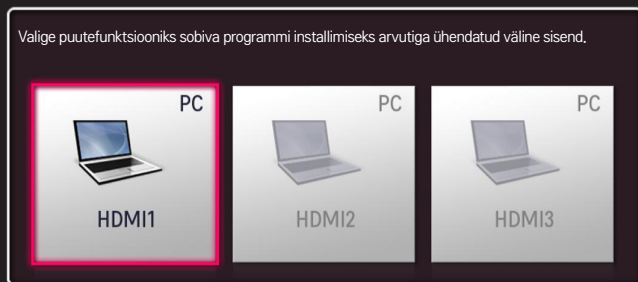 Valige puutefunktsiooniks sobiva programmi installimiseks arvutiga ühendatud väline sisend.
PC PC PC
HDMI1 HDMI2 HDMI3